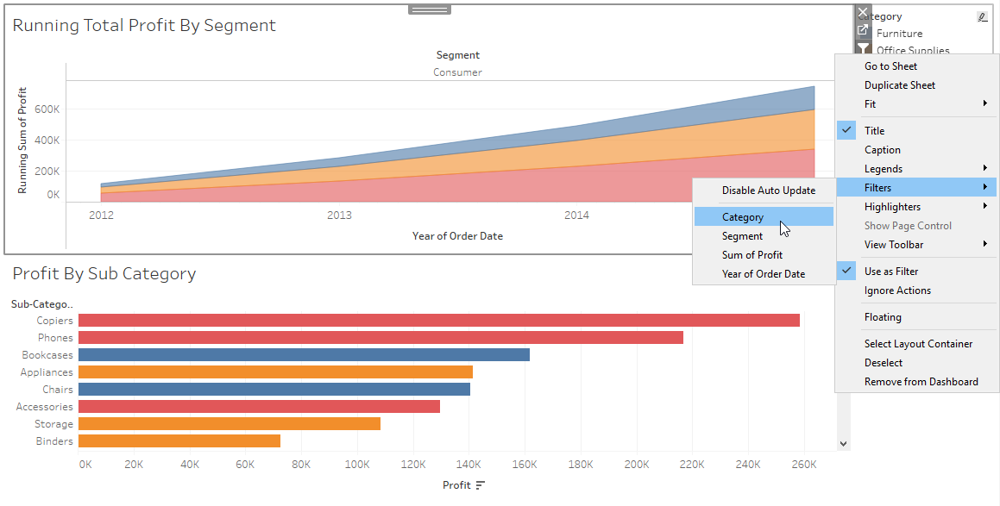 Running Total Profit By Segment
Segment
Consumer
Running Sum of Profit
600K
400K
200K
0K
2012
2013
2014
Year of Order Date
Category
Furniture
Office Supplies
Go to Sheet
Duplicate Sheet
Fit
Title
Caption
Legends
Filters
Highlighters
Show Page Control
View Toolbar
Use as Filter
Ignore Actions
Floating
Select Layout Container
Deselect
Remove from Dashboard
Disable Auto Update
Category
Segment
Sum of Profit
Year of Order Date
Profit By Sub Category
Sub-Catego..
Copiers
Phones
Bookcases
Appliances
Chairs
Accessories
Storage
Binders
0K 20K 40K 60K 80K 100K 120K 140K 160K 180K 200K 220K 240K 260K
Profit